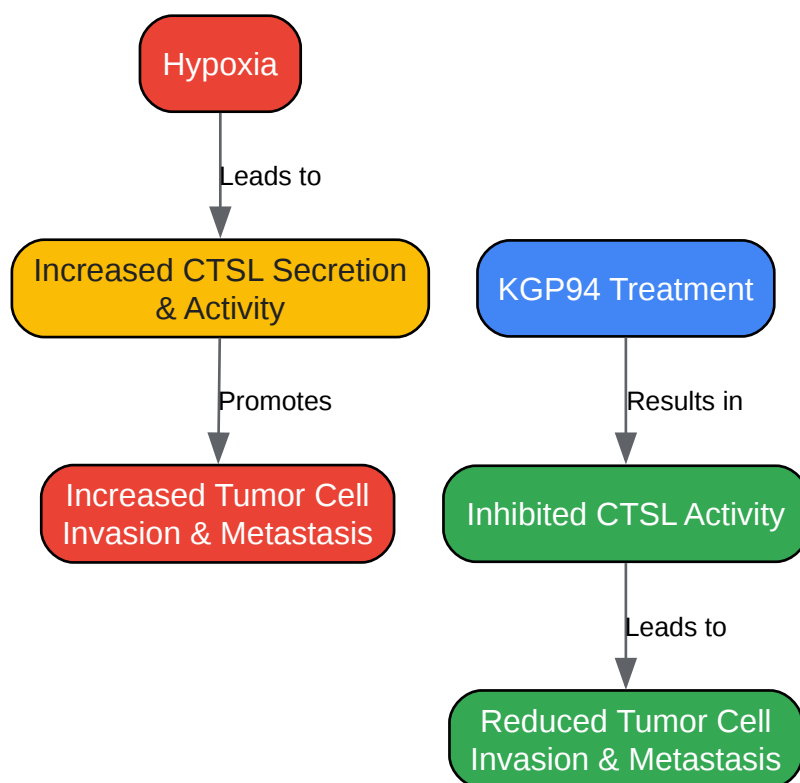 Hypoxia
Leads to
Increased CTSL Secretion
& Activity
Promotes
Increased Tumor Cell
Invasion & Metastasis
KGP94 Treatment
Results in
Inhibited CTSL Activity
Leads to
Reduced Tumor Cell
Invasion & Metastasis